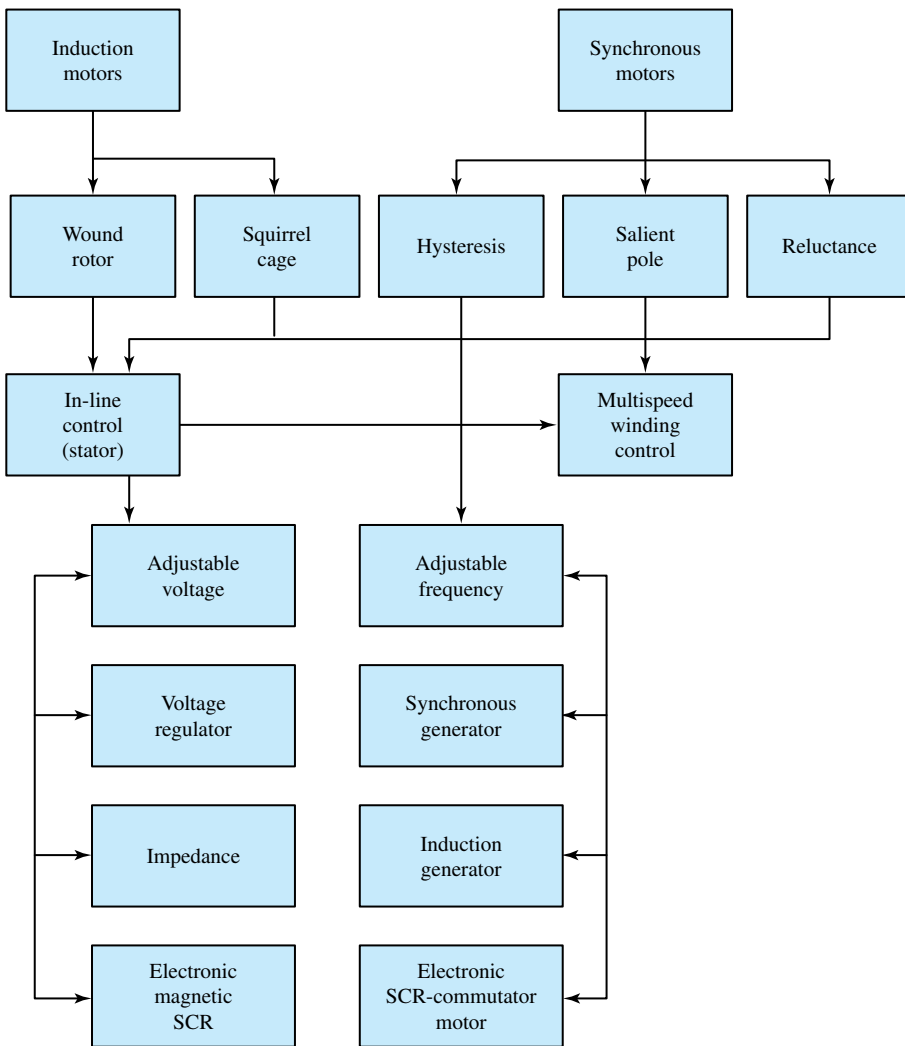 Induction
motors
Synchronous
motors
Wound
rotor
Squirrel
cage
Hysteresis
Salient
pole
Reluctance
In-line
control
(stator)
Multispeed
winding
control
Adjustable
voltage
Adjustable
frequency
Voltage
regulator
Synchronous
generator
Impedance
Induction
generator
Electronic
magnetic
SCR
Electronic
SCR-commutator
motor